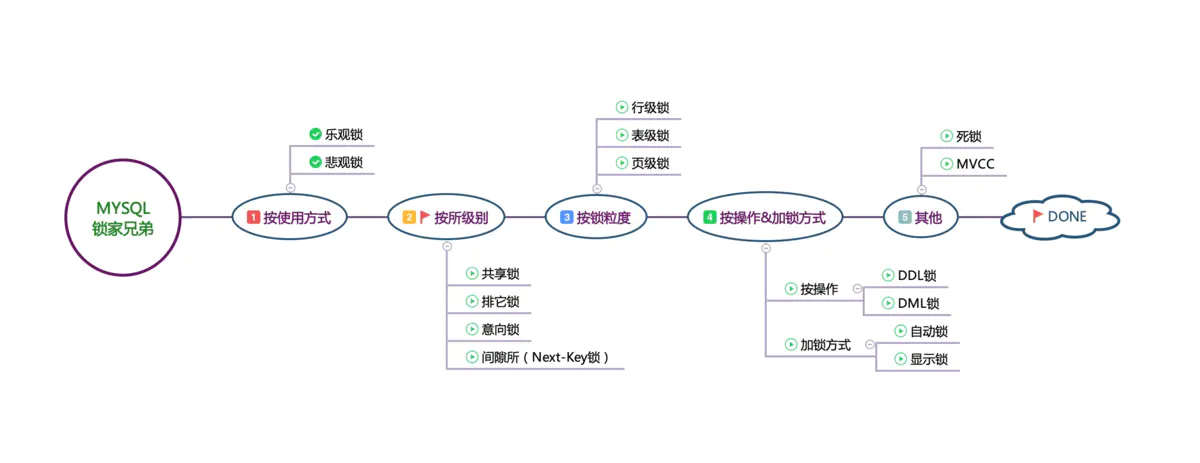 MYSQL
锁家兄弟
1 按使用方式
乐观锁
悲观锁
2 按所级别
共享锁
排它锁
意向锁
间隙所（Next-Key锁）
3 按锁粒度
行级锁
表级锁
页级锁
4 按操作&加锁方式
按操作
DDL锁
DML锁
加锁方式
自动锁
显示锁
5 其他
死锁
MVCC
DONE